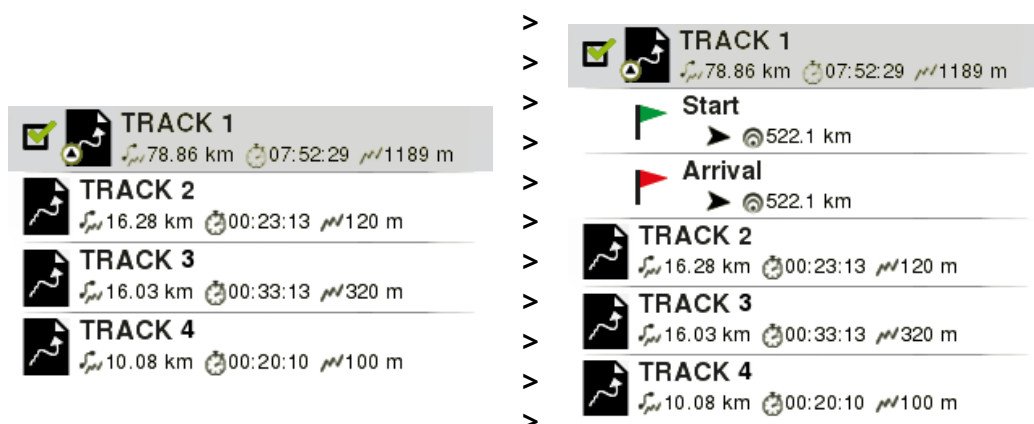 TRACK 1
78.86 km 07:52:29 1189 m
TRACK 2
16.28 km 00:23:13 120 m
TRACK 3
16.03 km 00:33:13 320 m
TRACK 4
10.08 km 00:20:10 100 m
>
>
>
>
>
>
>
>
>
>
>
TRACK 1
78.86 km 07:52:29 1189 m
Start
522.1 km
Arrival
522.1 km
TRACK 2
16.28 km 00:23:13 120 m
TRACK 3
16.03 km 00:33:13 320 m
TRACK 4
10.08 km 00:20:10 100 m